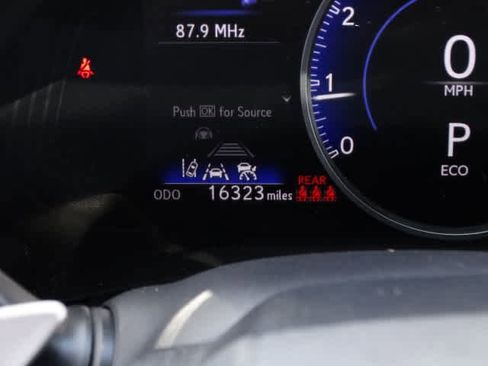 87.9 MHz
2
0
MPH
Push OK for Source
1
0
P
ECO
REAR
ODO 16323 miles